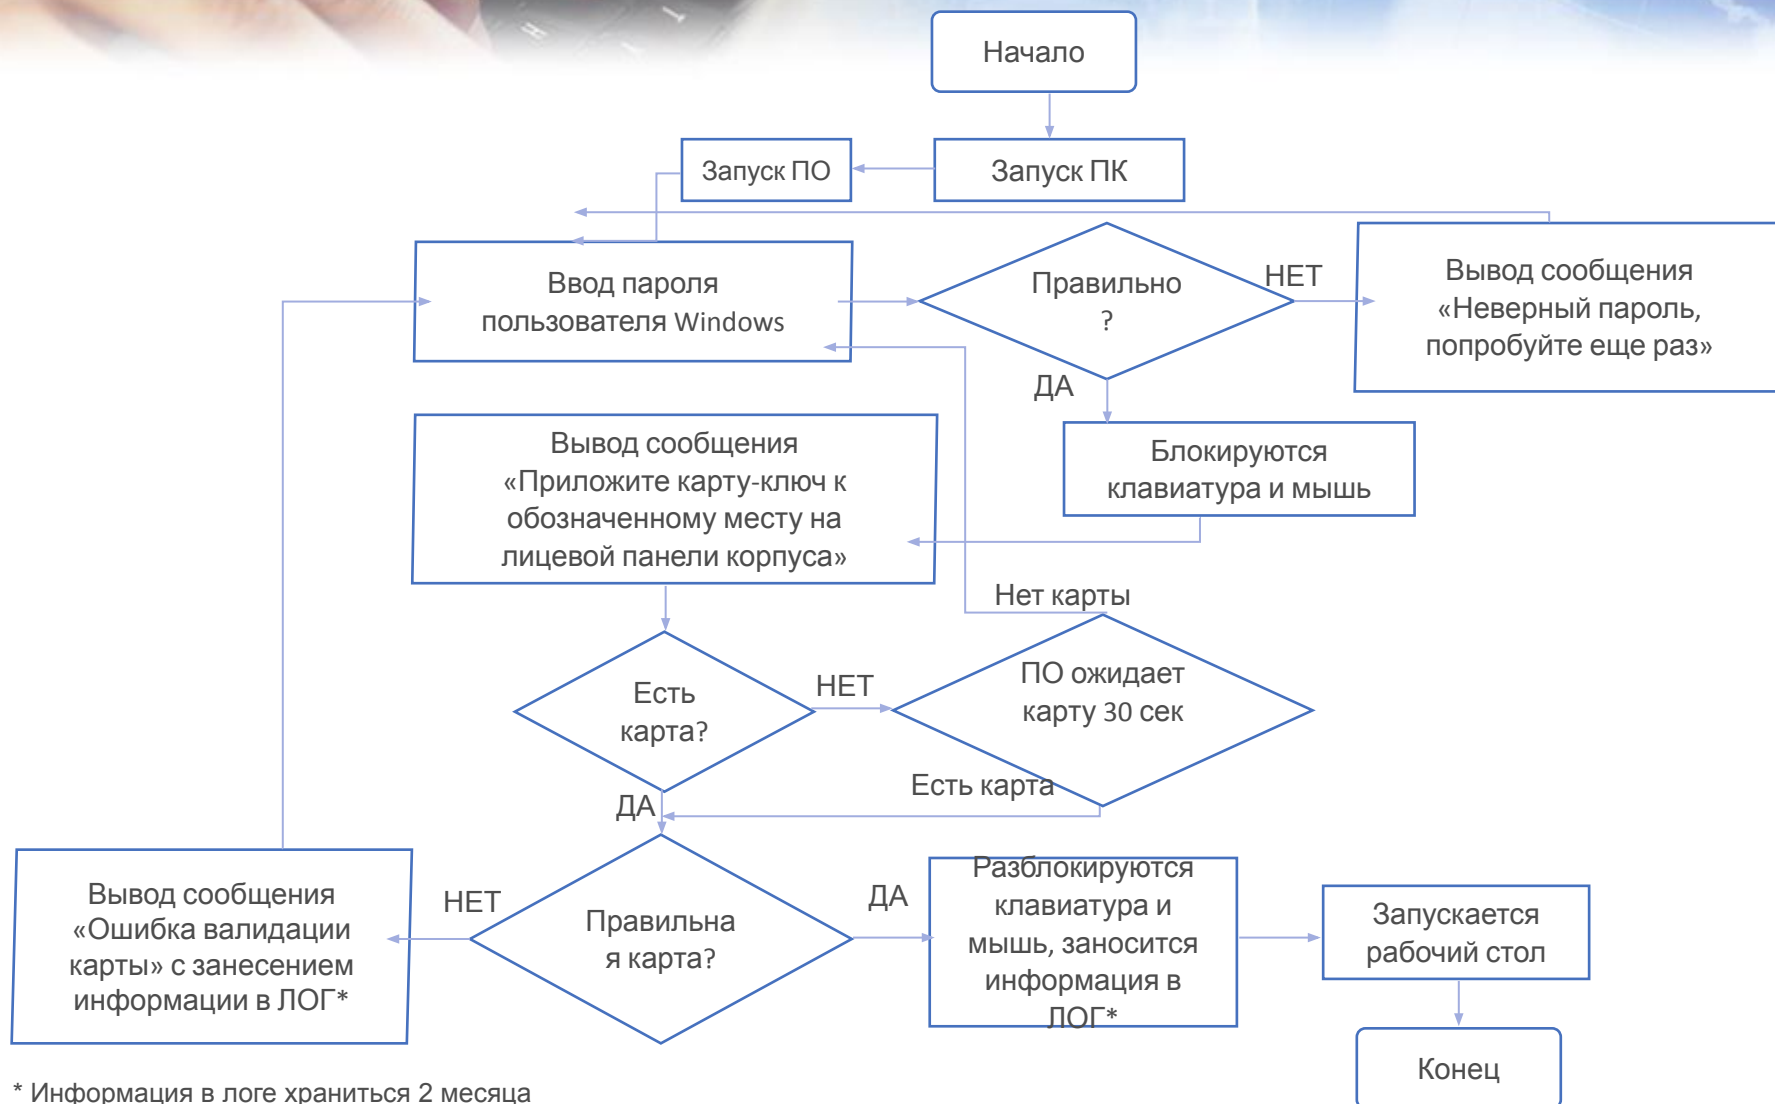 Начало
Запуск ПО
Запуск ПК
Ввод пароля
пользователя Windows
Правильно
?
НЕТ
Вывод сообщения
«Неверный пароль,
попробуйте еще раз»
ДА
Блокируются
клавиатура и мышь
Вывод сообщения
«Приложите карту-ключ к
обозначенному месту на
лицевой панели корпуса»
Нет карты
Есть
карта?
НЕТ
ПО ожидает
карту 30 сек
Есть карта
ДА
Вывод сообщения
«Ошибка валидации
карты» с занесением
информации в ЛОГ*
НЕТ
Правильна
я карта?
ДА
Разблокируются
клавиатура и
мышь, заносится
информация в
ЛОГ*
Запускается
рабочий стол
Конец
* Информация в логе храниться 2 месяца